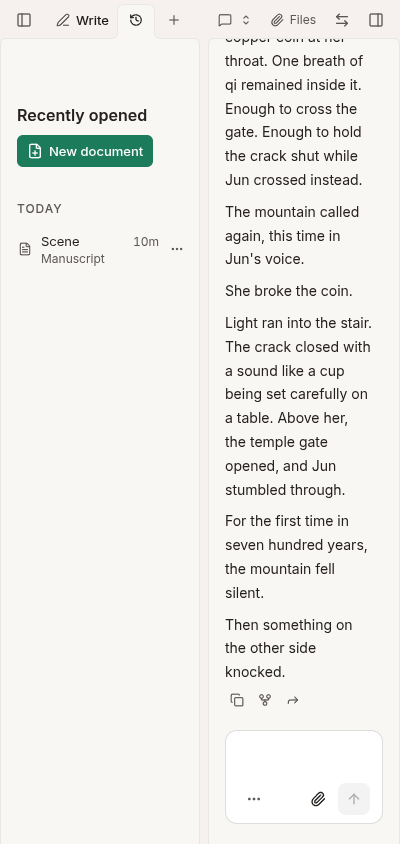 Write
Files
Recently opened
New document
TODAY
Scene
10m
Manuscript
copper coin at her
throat. One breath of
qi remained inside it.
Enough to cross the
gate. Enough to hold
the crack shut while
Jun crossed instead.
The mountain called
again, this time in
Jun's voice.
She broke the coin.
Light ran into the stair.
The crack closed with
a sound like a cup
being set carefully on
a table. Above her,
the temple gate
opened, and Jun
stumbled through.
For the first time in
seven hundred years,
the mountain fell
silent.
Then something on
the other side
knocked.